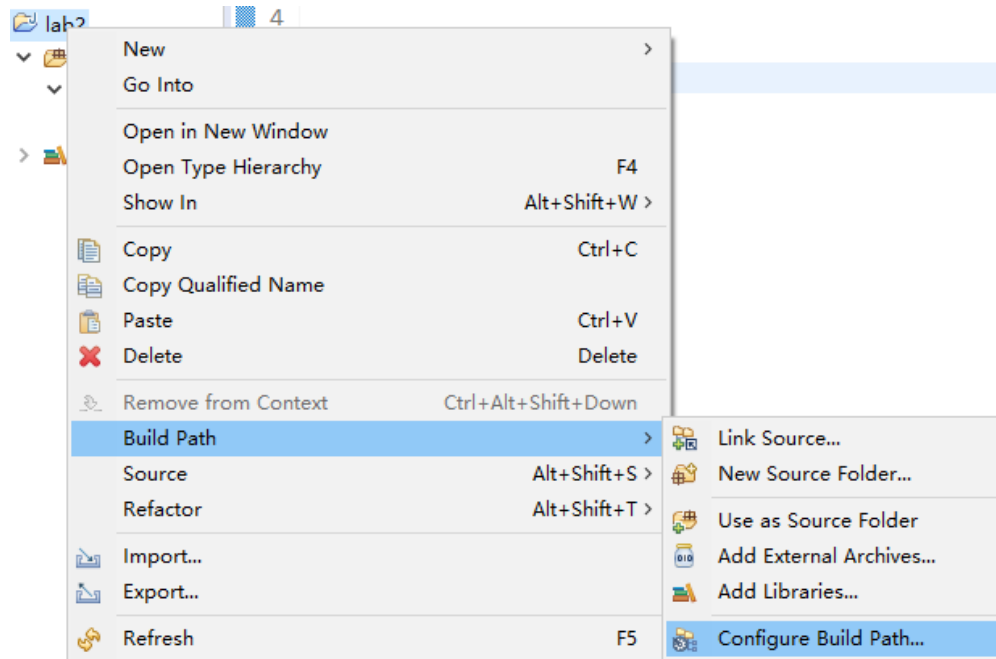 lab2
4
New
Go Into
Open in New Window
Open Type Hierarchy F4
Show In Alt+Shift+W >
Copy Ctrl+C
Copy Qualified Name
Paste Ctrl+V
Delete Delete
Remove from Context Ctrl+Alt+Shift+Down
Build Path
Source Alt+Shift+S >
Refactor Alt+Shift+T >
Import...
Export...
Refresh F5
Link Source...
New Source Folder...
Use as Source Folder
Add External Archives...
Add Libraries...
Configure Build Path...